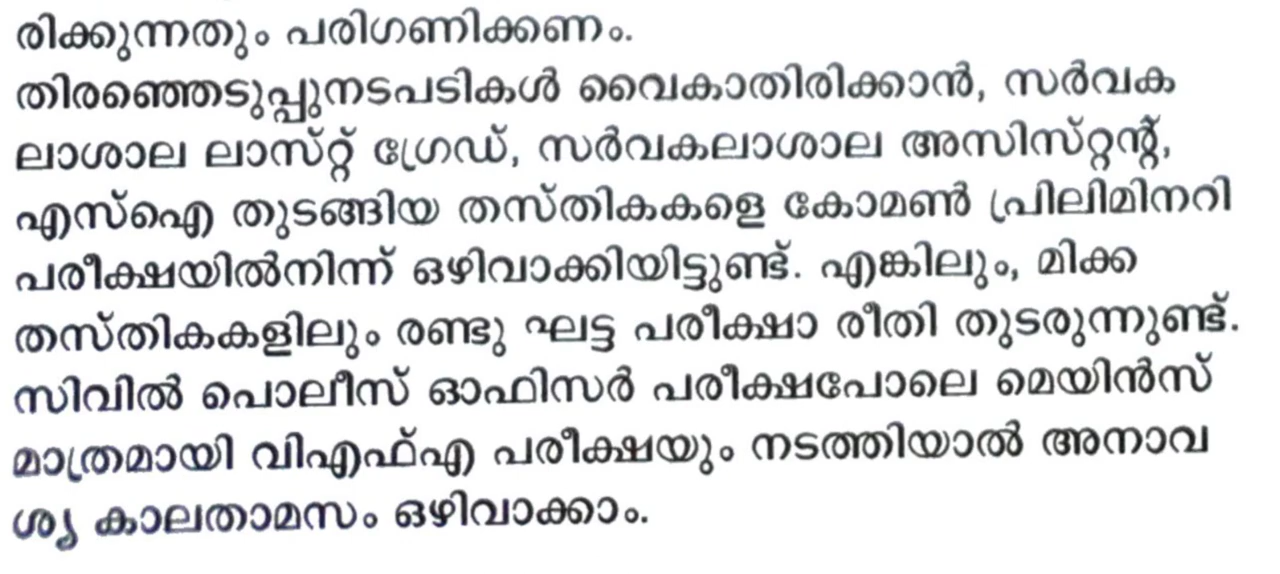 രിക്കുന്നതും പരിഗണിക്കണം.
തിരഞ്ഞെടുപ്പുനടപടികൾ വൈകാതിരിക്കാൻ, സർവക
ലാശാല ലാസ്റ്റ് ഗ്രേഡ്, സർവകലാശാല അസിസ്റ്റന്റ്,
എസ്ഐ തുടങ്ങിയ തസ്തികകളെ കോമൺ പ്രിലിമിനറി
പരീക്ഷയിൽനിന്ന് ഒഴിവാക്കിയിട്ടുണ്ട്. എങ്കിലും, മിക്ക
തസ്തികകളിലും രണ്ടു ഘട്ട പരീക്ഷാ രീതി തുടരുന്നുണ്ട്.
സിവിൽ പൊലീസ് ഓഫിസർ പരീക്ഷപോലെ മെയിൻസ്
മാത്രമായി വിഎഫ്എ പരീക്ഷയും നടത്തിയാൽ അനാവ
ശ്യ കാലതാമസം ഒഴിവാക്കാം.